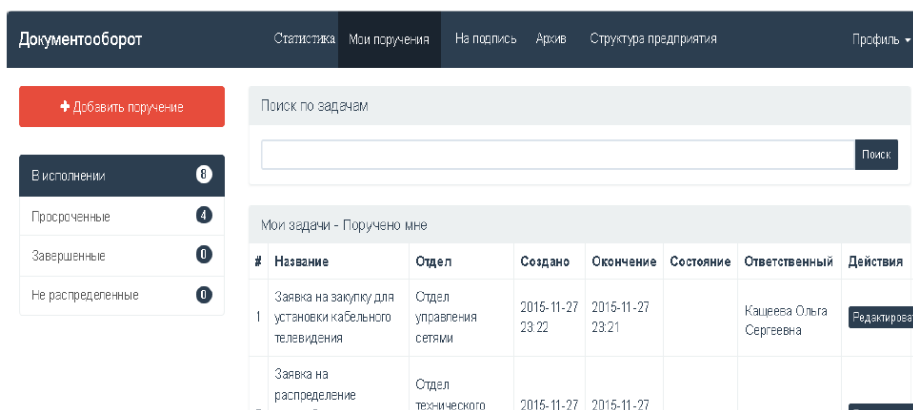 Документооборот
Статистика
Мои поручения
На подпись
Архив
Структура предприятия
Профиль
+ Добавить поручение
В исполнении 8
Просроченные 4
Завершенные 0
Не распределенные 0
Поиск по задачам
Поиск
Мои задачи - Поручено мне
# Название Отдел Создано Окончение Состояние Ответственный Действия
1
Заявка на закупку для
установки кабельного
телевидения
Отдел
управления
сетями
2015-11-27
23:22
2015-11-27
23:21
Кащеева Ольга
Сергеевна
Редактироват
Заявка на
распределение
Отдел
технического
2015-11-27
2015-11-27